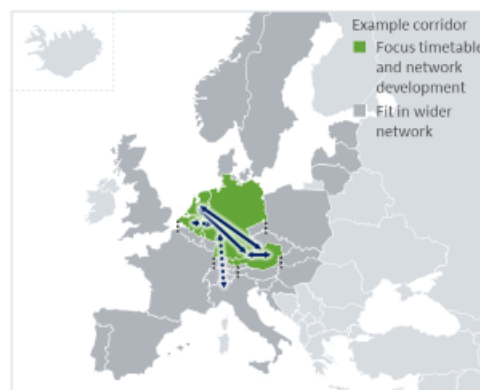 Example corridor
Focus timetable
and network
development
Fit in wider
network